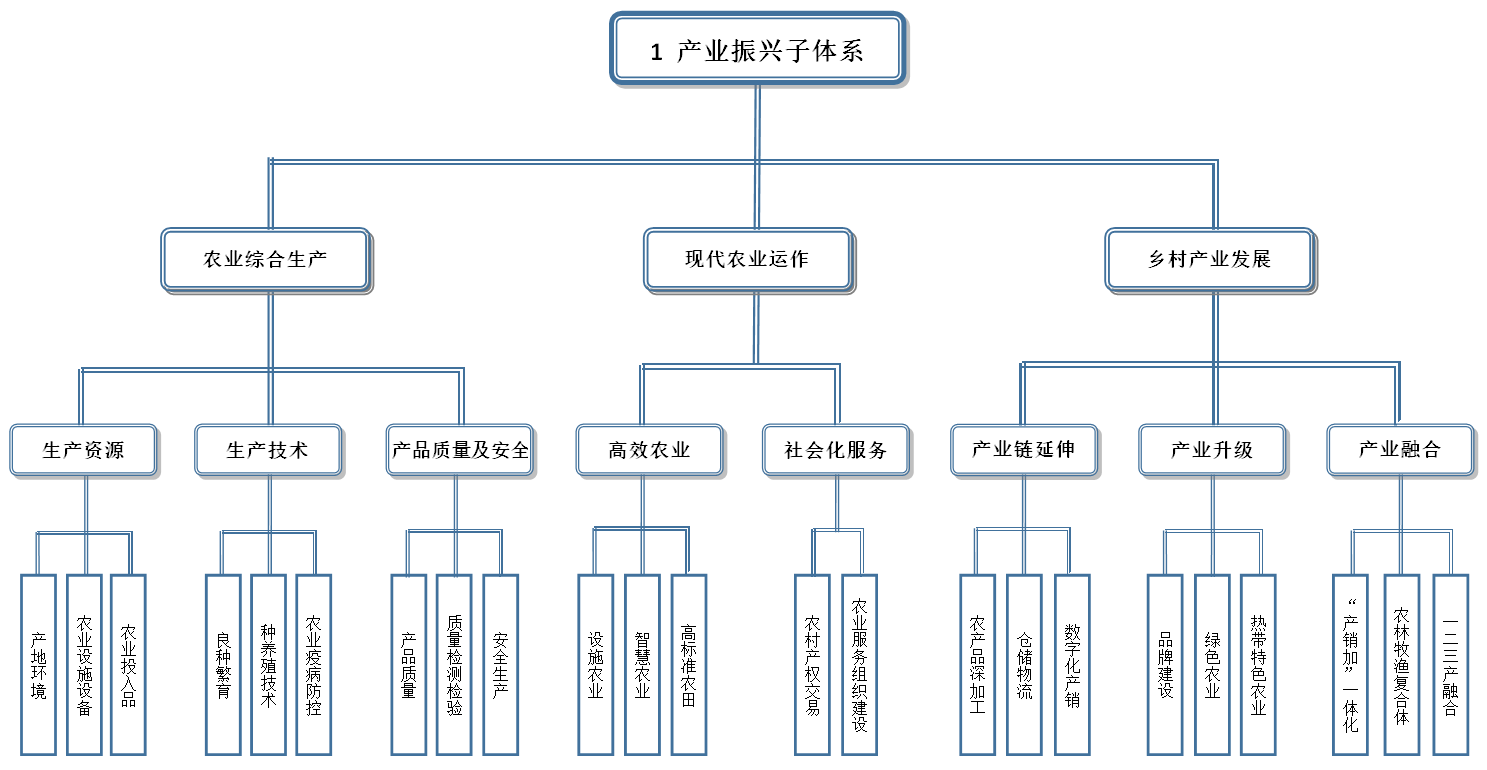 1 产业振兴子体系
农业综合生产
现代农业运作
乡村产业发展
生产资源
生产技术
产品质量及安全
高效农业
社会化服务
产业链延伸
产业升级
产业融合
产地环境
农业设施设备
农业投入品
良种繁育
种养殖技术
农业疫病防控
产品质量
质量检测检验
安全生产
设施农业
智慧农业
高标准农田
农村产权交易
农业服务组织建设
农产品深加工
仓储物流
数字化产销
品牌建设
绿色农业
热带特色农业
“产销加”一体化
农林牧渔复合体
一二三产融合